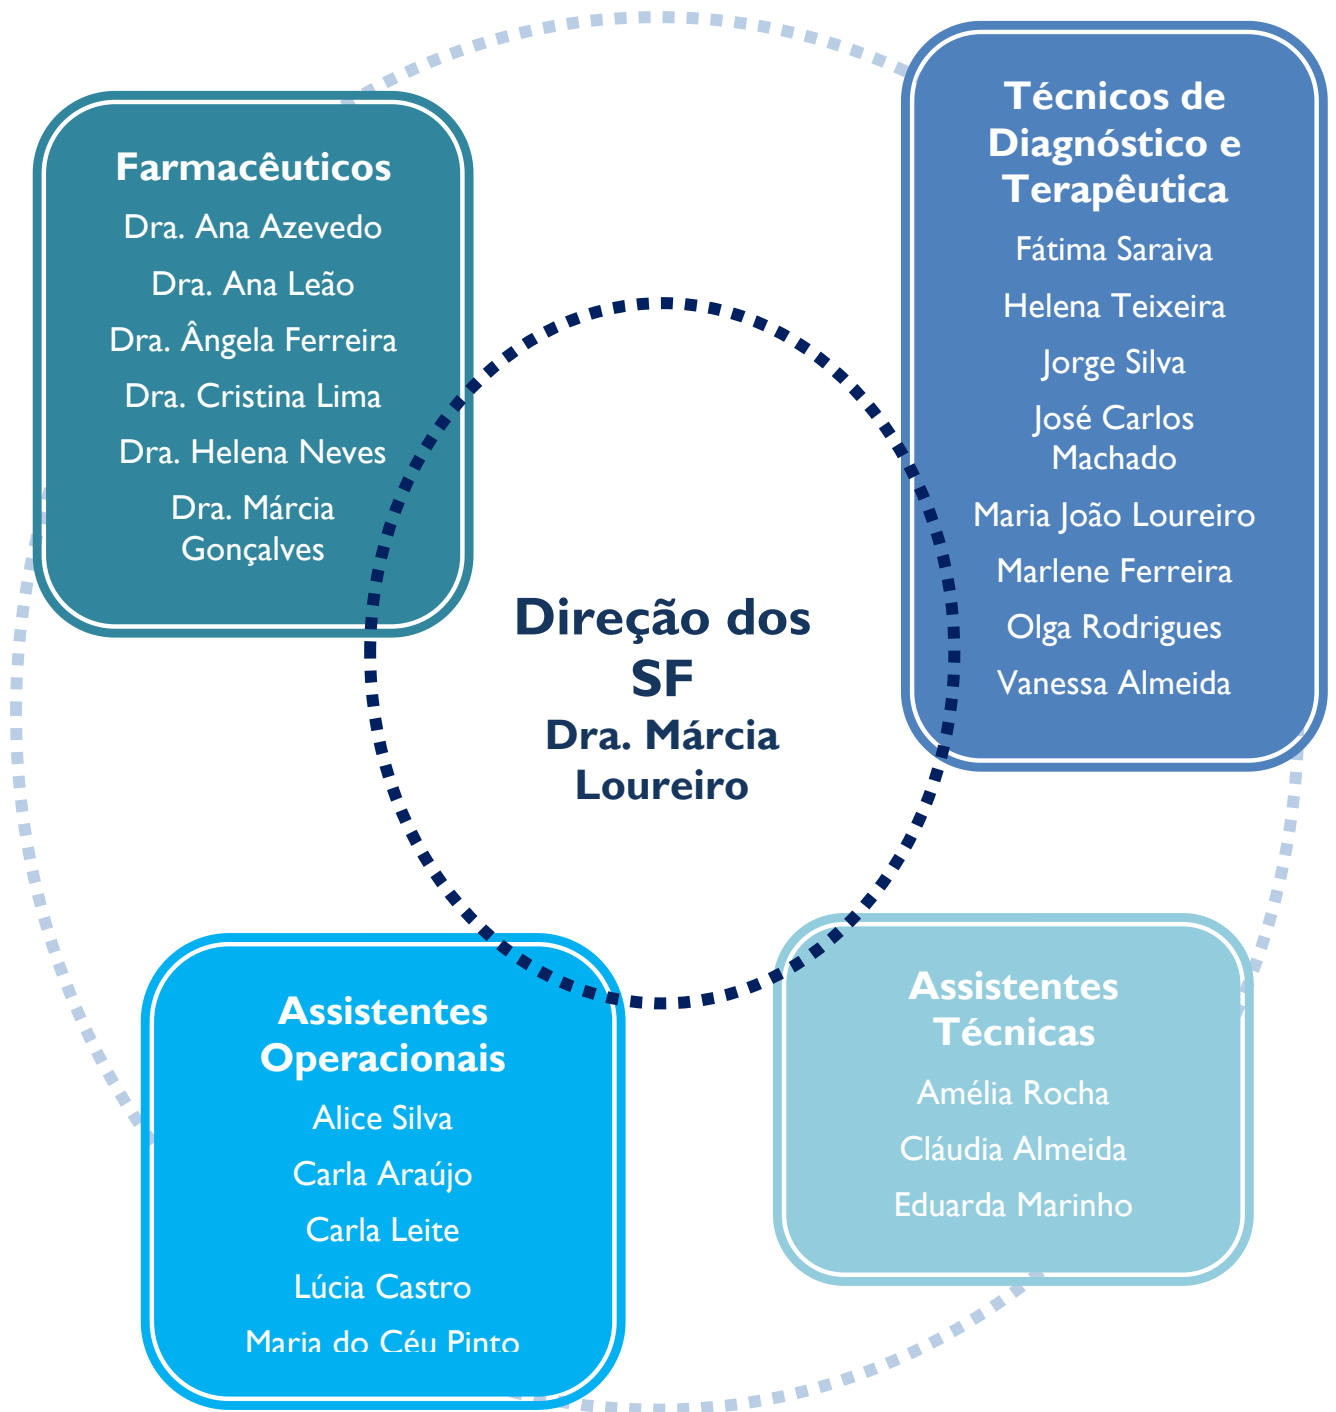 Farmacêuticos
Dra. Ana Azevedo
Dra. Ana Leão
Dra. Ângela Ferreira
Dra. Cristina Lima
Dra. Helena Neves
Dra. Márcia
Gonçalves
Técnicos de
Diagnóstico e
Terapêutica
Fátima Saraiva
Helena Teixeira
Jorge Silva
José Carlos
Machado
Maria João Loureiro
Marlene Ferreira
Olga Rodrigues
Vanessa Almeida
Direção dos
SF
Dra. Márcia
Loureiro
Assistentes
Operacionais
Alice Silva
Carla Araújo
Carla Leite
Lúcia Castro
Maria do Céu Pinto
Assistentes
Técnicas
Amélia Rocha
Cláudia Almeida
Eduarda Marinho